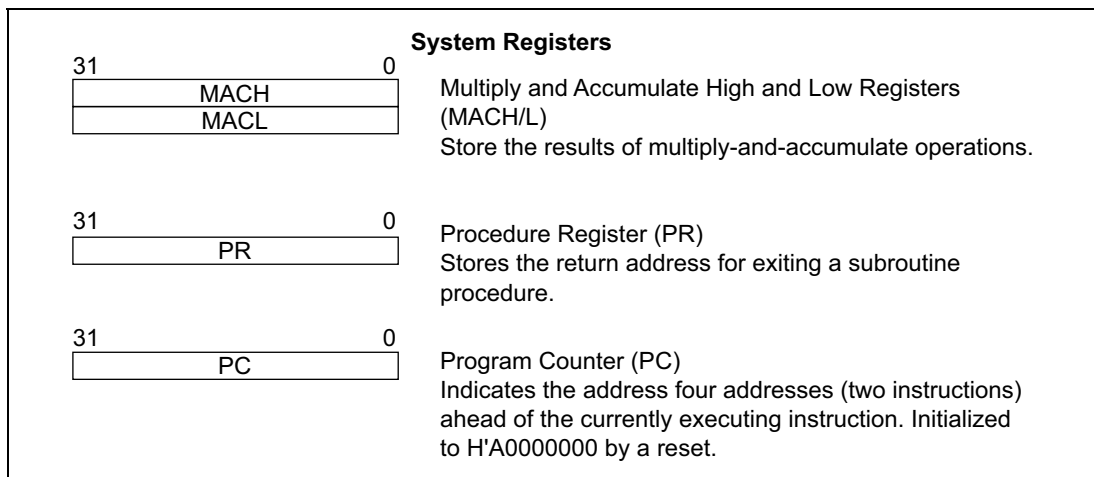 System Registers
31 0
MACH
MACL
Multiply and Accumulate High and Low Registers
(MACH/L)
Store the results of multiply-and-accumulate operations.
31 0
PR
Procedure Register (PR)
Stores the return address for exiting a subroutine
procedure.
31 0
PC
Program Counter (PC)
Indicates the address four addresses (two instructions)
ahead of the currently executing instruction. Initialized
to H'A0000000 by a reset.